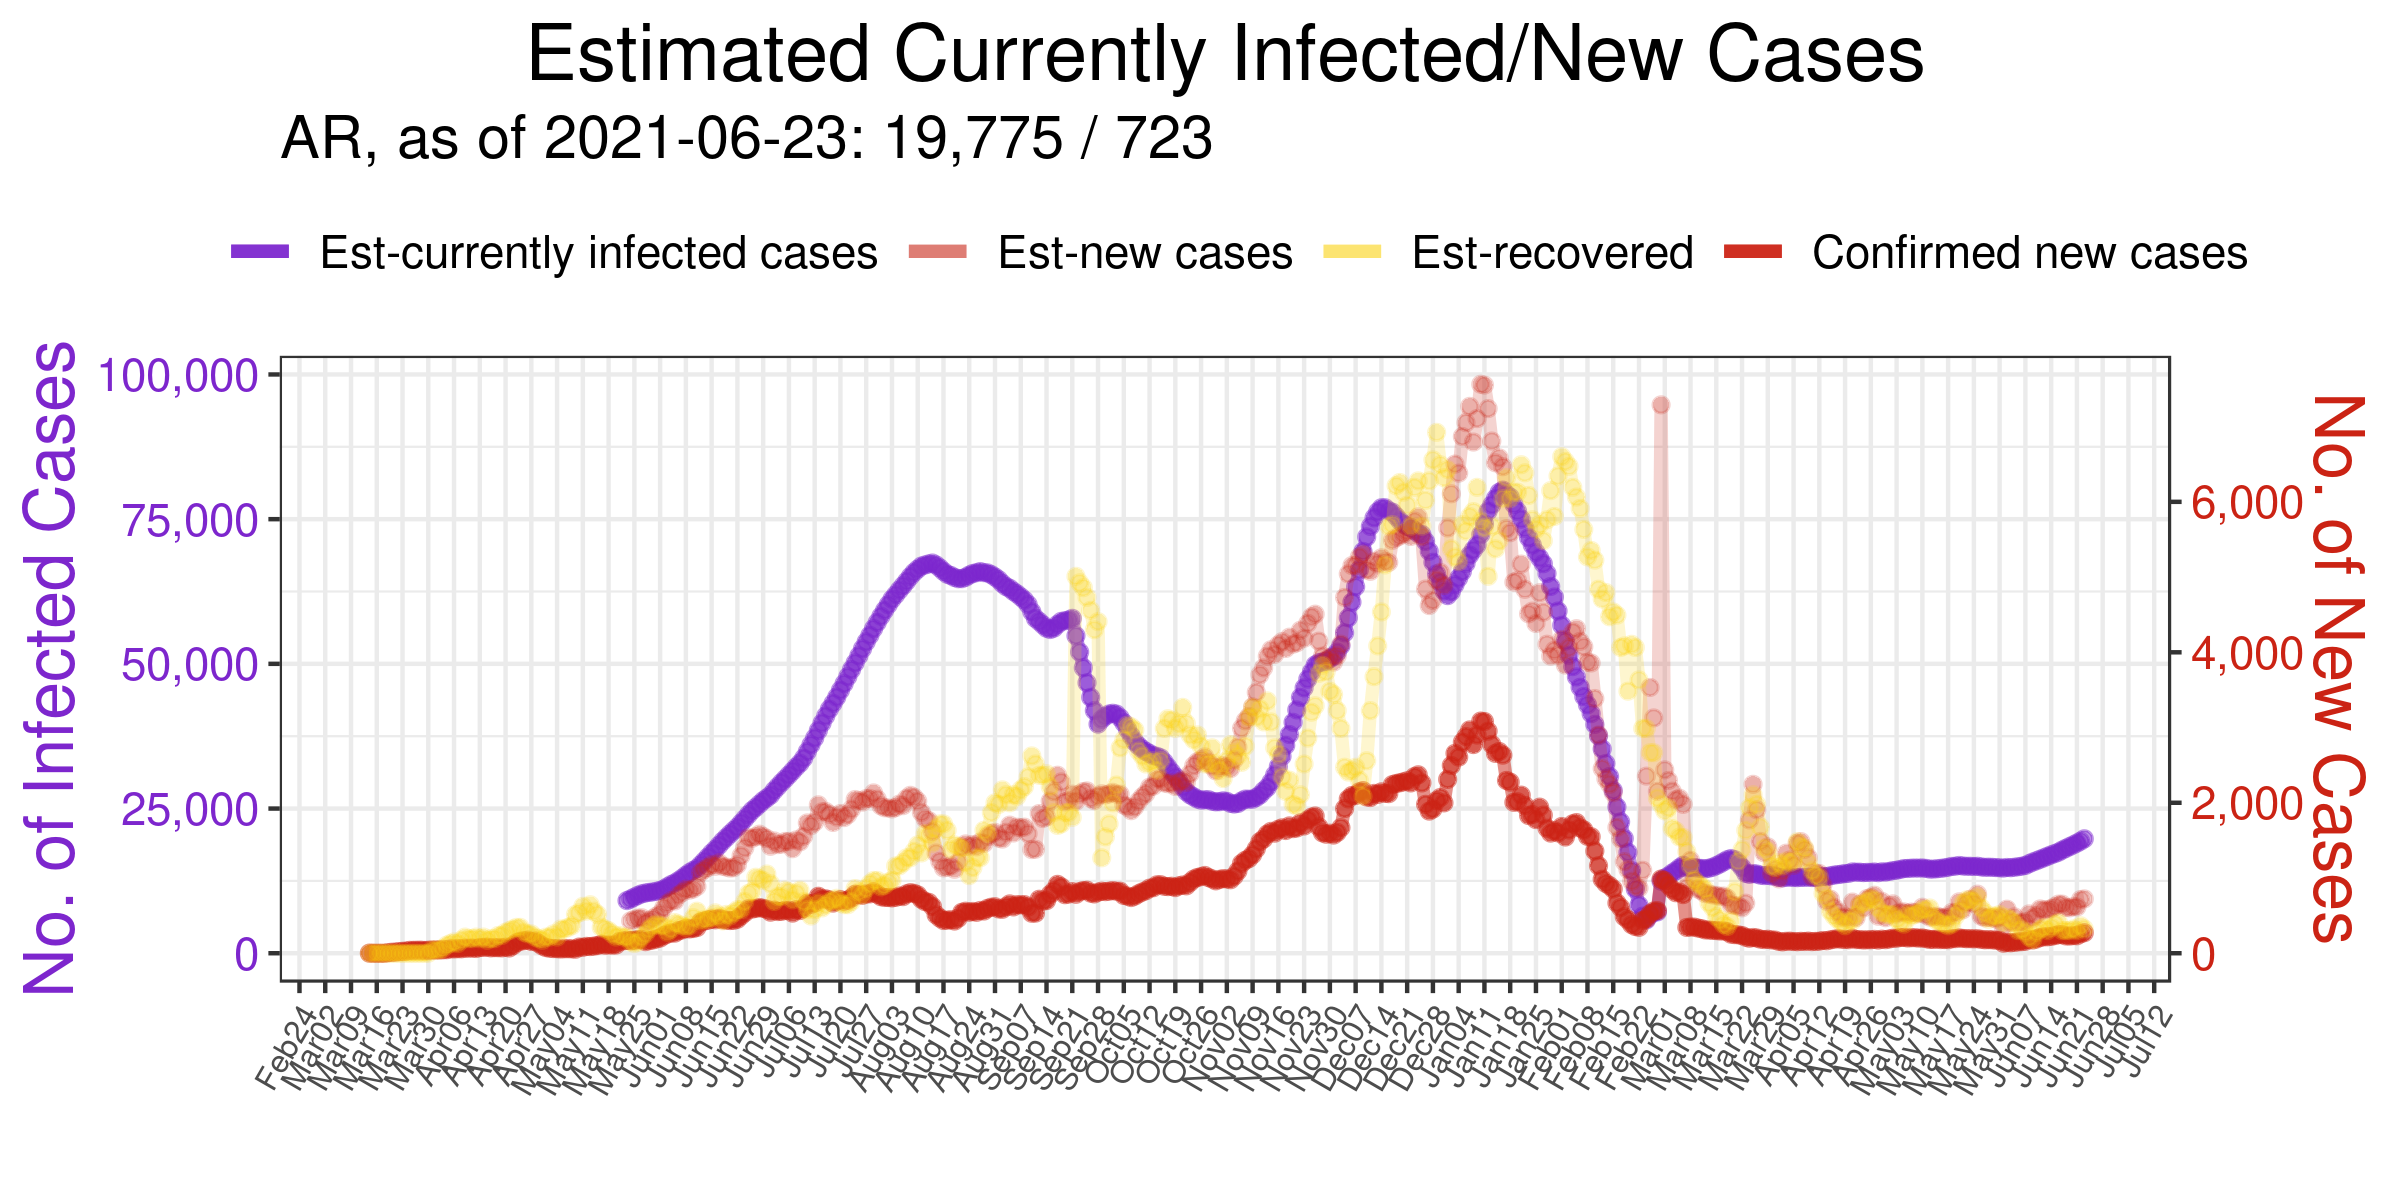 Estimated Currently Infected/New Cases
AR, as of 2021-06-23: 19,775 / 723
Est-currently infected cases
Est-new cases
Est-recovered
Confirmed new cases
No. of Infected Cases
100,000
75,000
50,000
25,000
0
No. of New Cases
6,000
4,000
2,000
0
Feb24
Mar02
Mar09
Mar16
Mar23
Mar30
Apr06
Apr13
Apr20
Apr27
May04
May11
May18
May25
Jun01
Jun08
Jun15
Jun22
Jun29
Jul06
Jul13
Jul20
Jul27
Aug03
Aug10
Aug17
Aug24
Aug31
Sep07
Sep14
Sep21
Sep28
Oct05
Oct12
Oct19
Oct26
Nov02
Nov09
Nov16
Nov23
Nov30
Dec07
Dec14
Dec21
Dec28
Jan04
Jan11
Jan18
Jan25
Feb01
Feb08
Feb15
Feb22
Mar01
Mar08
Mar15
Mar22
Mar29
Apr05
Apr12
Apr19
Apr26
May03
May10
May17
May24
May31
Jun07
Jun14
Jun21
Jun28
Jul05
Jul12